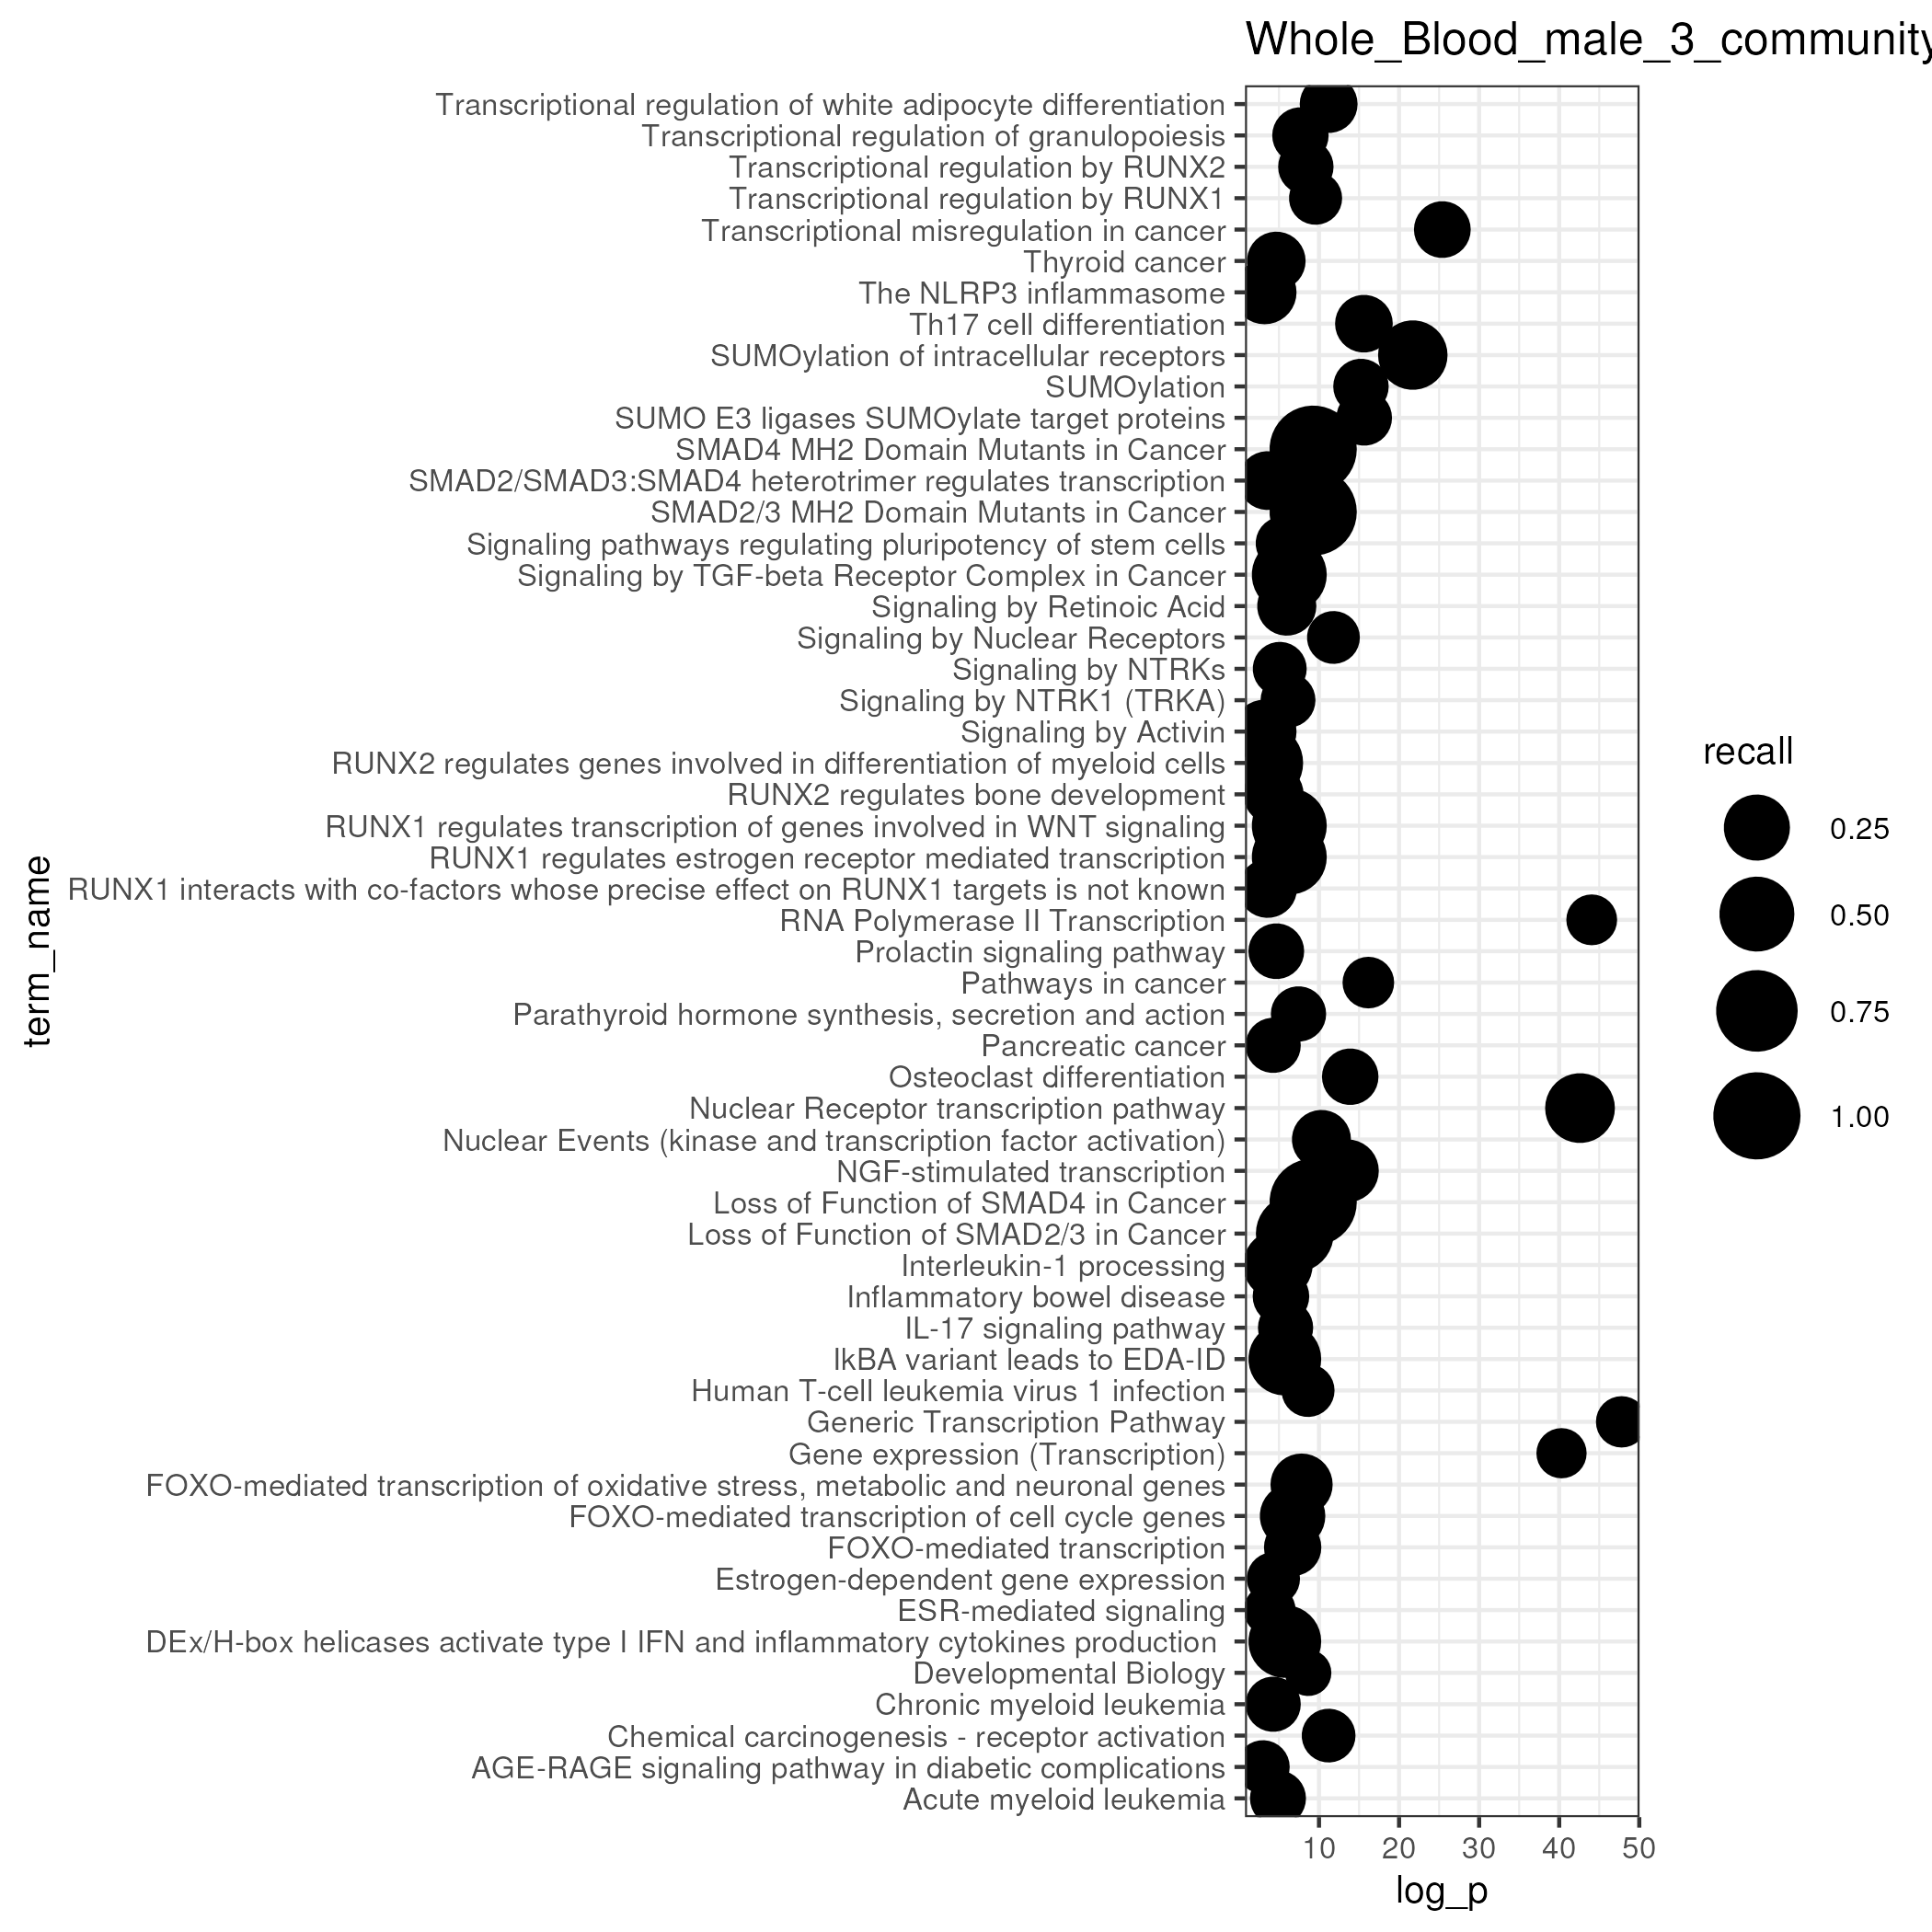 Whole_Blood_male_3_community
Transcriptional regulation of white adipocyte differentiation
Transcriptional regulation of granulopoiesis
Transcriptional regulation by RUNX2
Transcriptional regulation by RUNX1
Transcriptional misregulation in cancer
Thyroid cancer
The NLRP3 inflammasome
Th17 cell differentiation
SUMOylation of intracellular receptors
SUMOylation
SUMO E3 ligases SUMOylate target proteins
SMAD4 MH2 Domain Mutants in Cancer
SMAD2/SMAD3:SMAD4 heterotrimer regulates transcription
SMAD2/3 MH2 Domain Mutants in Cancer
Signaling pathways regulating pluripotency of stem cells
Signaling by TGF-beta Receptor Complex in Cancer
Signaling by Retinoic Acid
Signaling by Nuclear Receptors
Signaling by NTRKs
Signaling by NTRK1 (TRKA)
Signaling by Activin
RUNX2 regulates genes involved in differentiation of myeloid cells
RUNX2 regulates bone development
RUNX1 regulates transcription of genes involved in WNT signaling
RUNX1 regulates estrogen receptor mediated transcription
RUNX1 interacts with co-factors whose precise effect on RUNX1 targets is not known
RNA Polymerase II Transcription
Prolactin signaling pathway
Pathways in cancer
Parathyroid hormone synthesis, secretion and action
Pancreatic cancer
Osteoclast differentiation
Nuclear Receptor transcription pathway
Nuclear Events (kinase and transcription factor activation)
NGF-stimulated transcription
Loss of Function of SMAD4 in Cancer
Loss of Function of SMAD2/3 in Cancer
Interleukin-1 processing
Inflammatory bowel disease
IL-17 signaling pathway
IkBA variant leads to EDA-ID
Human T-cell leukemia virus 1 infection
Generic Transcription Pathway
Gene expression (Transcription)
FOXO-mediated transcription of oxidative stress, metabolic and neuronal genes
FOXO-mediated transcription of cell cycle genes
FOXO-mediated transcription
Estrogen-dependent gene expression
ESR-mediated signaling
DEx/H-box helicases activate type I IFN and inflammatory cytokines production
Developmental Biology
Chronic myeloid leukemia
Chemical carcinogenesis - receptor activation
AGE-RAGE signaling pathway in diabetic complications
Acute myeloid leukemia
term_name
10 20 30 40 50
log_p
recall
0.25
0.50
0.75
1.00